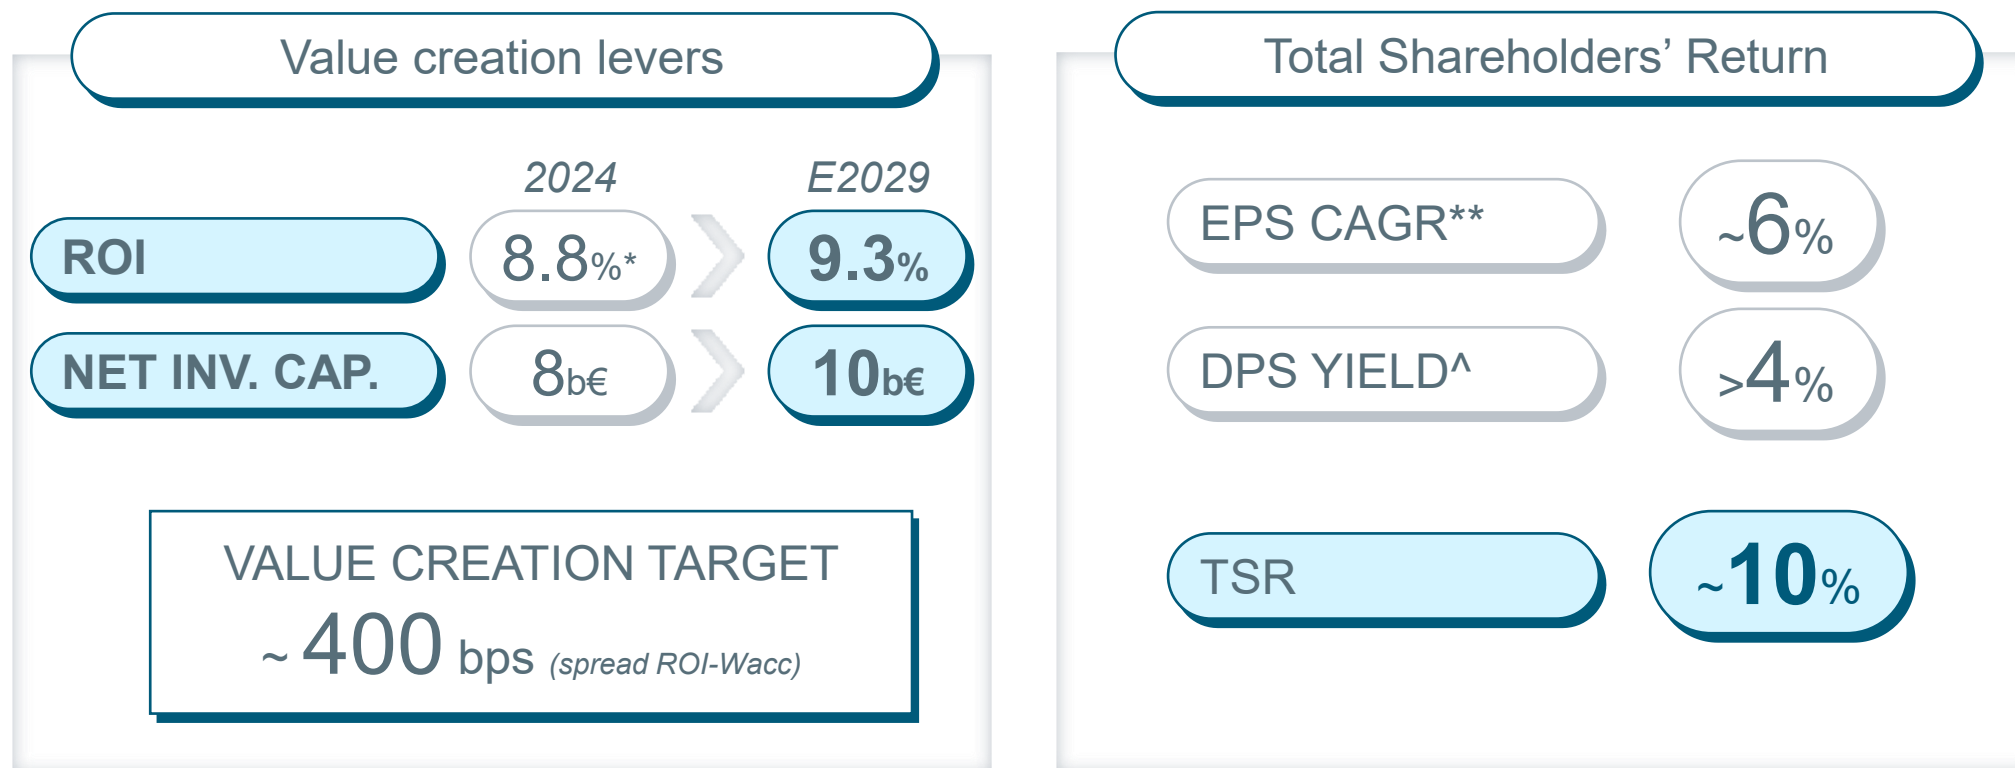 Value creation levers
2024 E2029
ROI 8.8%* 9.3%
NET INV. CAP. 8b€ 10b€
VALUE CREATION TARGET
~ 400 bps (spread ROI-Wacc)
Total Shareholders’ Return
EPS CAGR** ~6%
DPS YIELD^ >4%
TSR ~10%